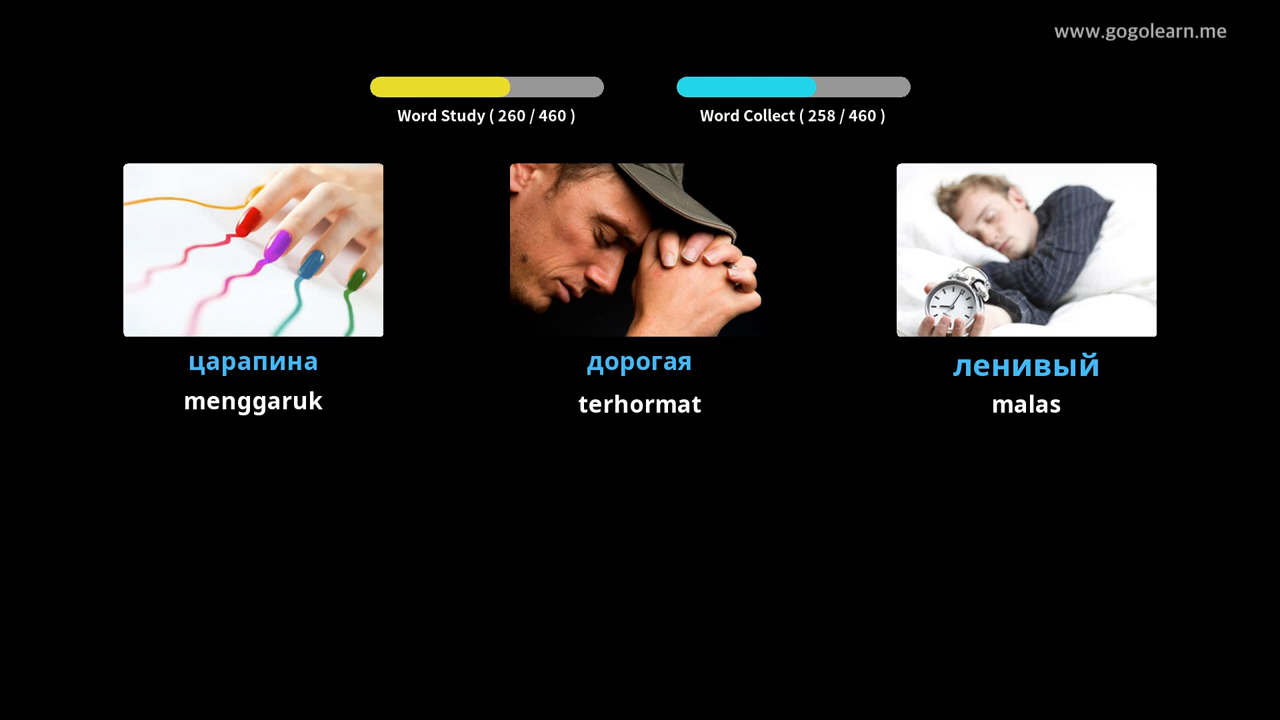 www.gogolearn.me
Word Study ( 260 / 460 )
Word Collect ( 258 / 460 )
царапина
menggaruk
дорогая
terhormat
ленивый
malas